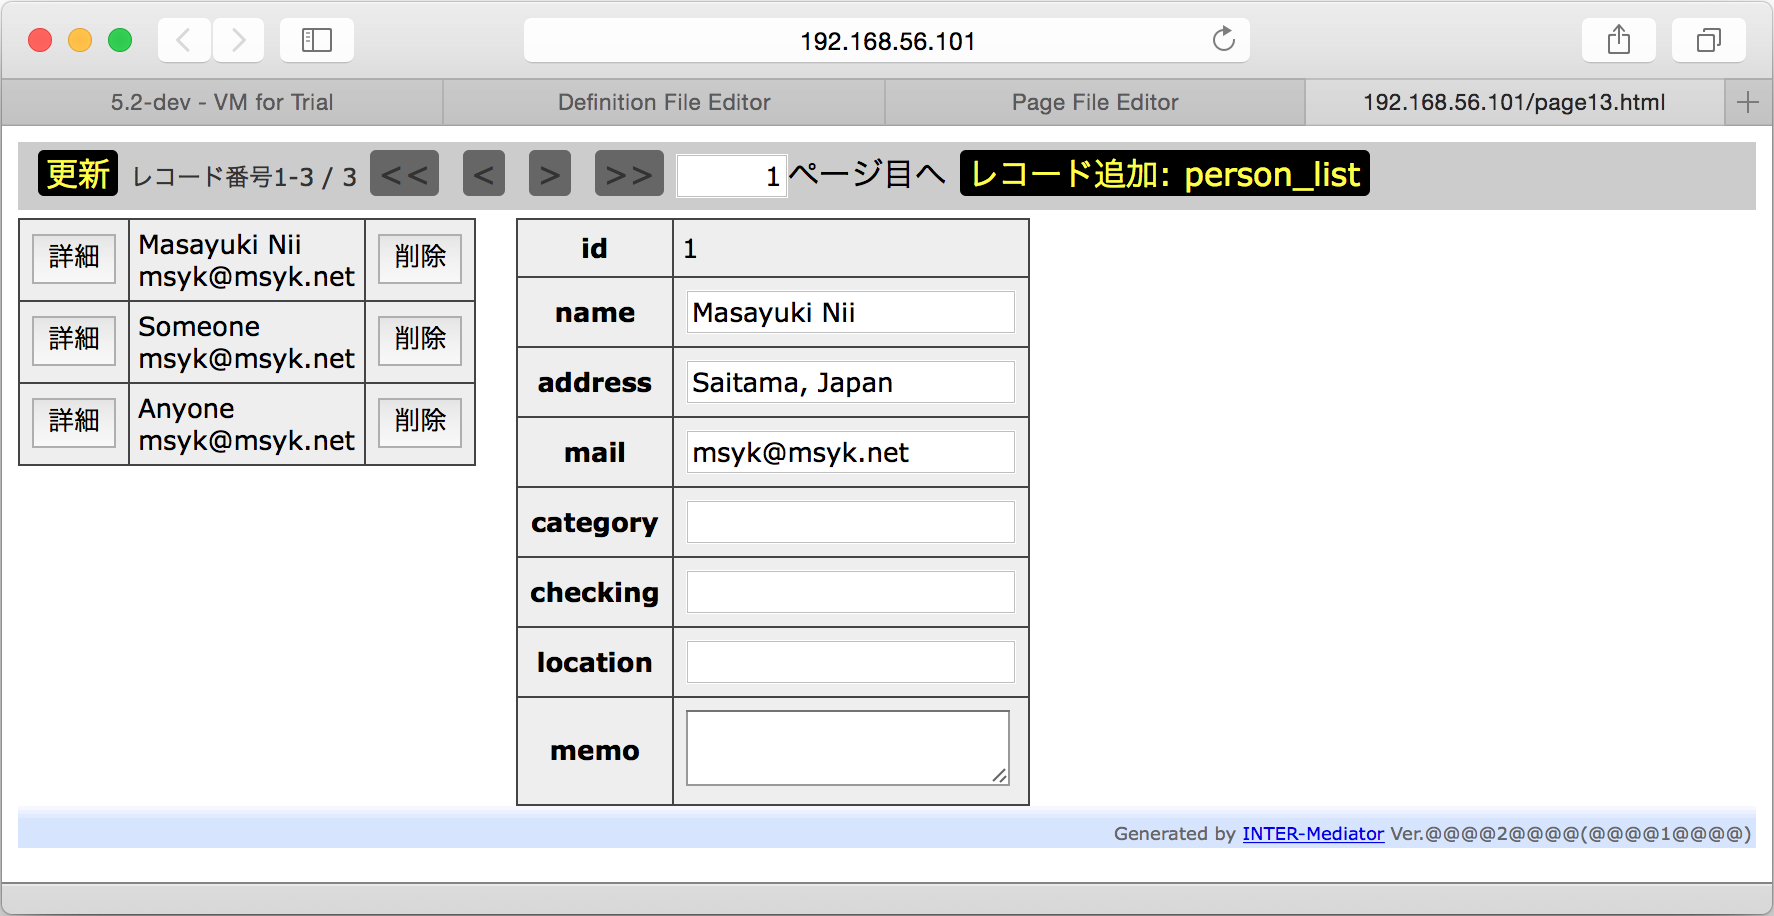 192.168.56.101
5.2-dev - VM for Trial
Definition File Editor
Page File Editor
192.168.56.101/page13.html
更新 レコード番号1-3 / 3 << < > >> 1 ページ目へ レコード追加: person_list
詳細
Masayuki Nii
msyk@msyk.net
削除
詳細
Someone
msyk@msyk.net
削除
詳細
Anyone
msyk@msyk.net
削除
id 1
name Masayuki Nii
address Saitama, Japan
mail msyk@msyk.net
category
checking
location
memo
Generated by INTER-Mediator Ver.@@@@2@@@@(@@@@1@@@@)